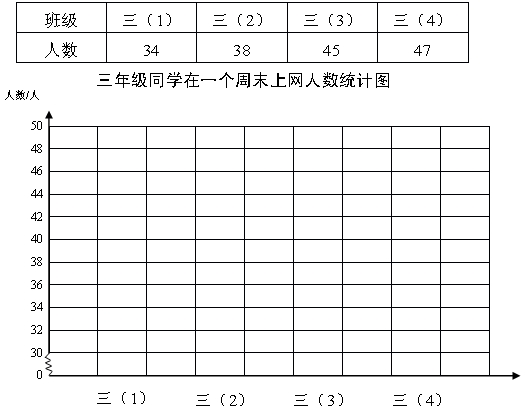 班级 三（1） 三（2） 三（3） 三（4）
人数 34 38 45 47
三年级同学在一个周末上网人数统计图
人数/人
50
48
46
44
42
40
38
36
34
32
30
0
三（1） 三（2） 三（3） 三（4）